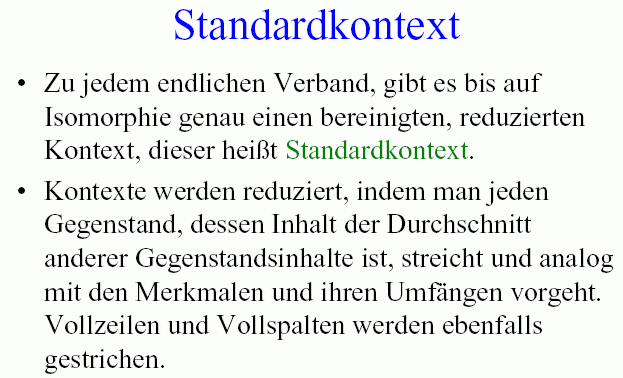 Standardkontext
• Zu jedem endlichen Verband, gibt es bis auf
Isomorphie genau einen bereinigten, reduzierten
Kontext, dieser heißt Standardkontext.
• Kontexte werden reduziert, indem man jeden
Gegenstand, dessen Inhalt der Durchschnitt
anderer Gegenstandsinhalte ist, streicht und analog
mit den Merkmalen und ihren Umfängen vorgeht.
Vollzeilen und Vollspalten werden ebenfalls
gestrichen.